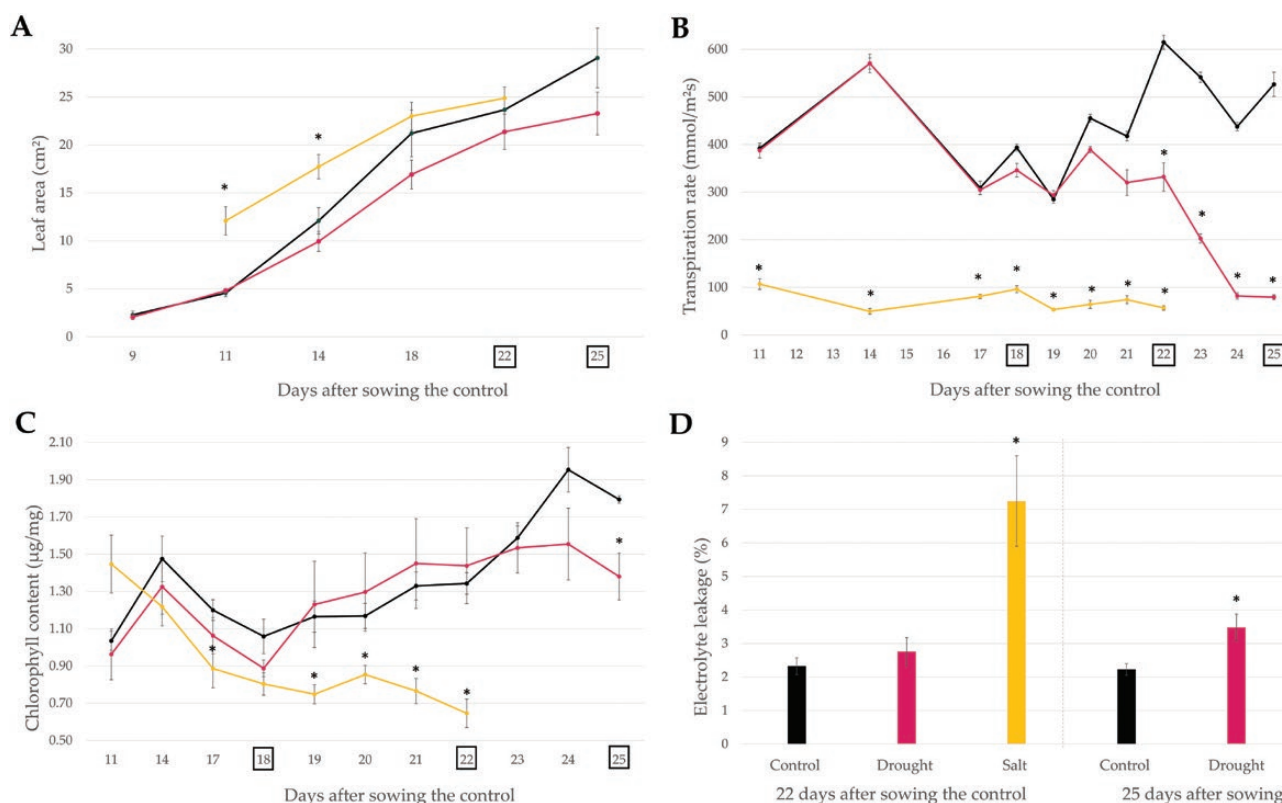 A
Leaf area (cm²)
30
25
20
15
10
5
0
*
*
9 11 14 18 22 25
Days after sowing the control
B
Transpiration rate (mmol/m²s)
600
500
400
300
200
100
0
* * * * * * * *
* * * *
11 12 13 14 15 16 17 18 19 20 21 22 23 24 25
Days after sowing the control
C
Chlorophyll content (µg/mg)
2.10
1.90
1.70
1.50
1.30
1.10
0.90
0.70
0.50
* * * * * *
11 14 17 18 19 20 21 22 23 24 25
Days after sowing the control
D
Electrolyte leakage (%)
9
8
7
6
5
4
3
2
1
0
*
*
Control Drought Salt Control Drought
22 days after sowing the control 25 days after sowing